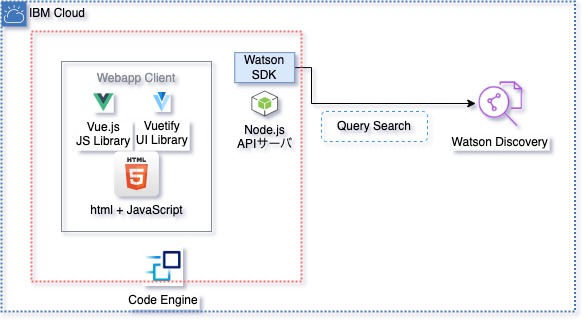 IBM Cloud
Watson
SDK
Webapp Client
Vue.js
JS Library
Vuetify
UI Library
Node.js
APIサーバ
Query Search
Watson Discovery
HTML
5
html + JavaScript
Code Engine